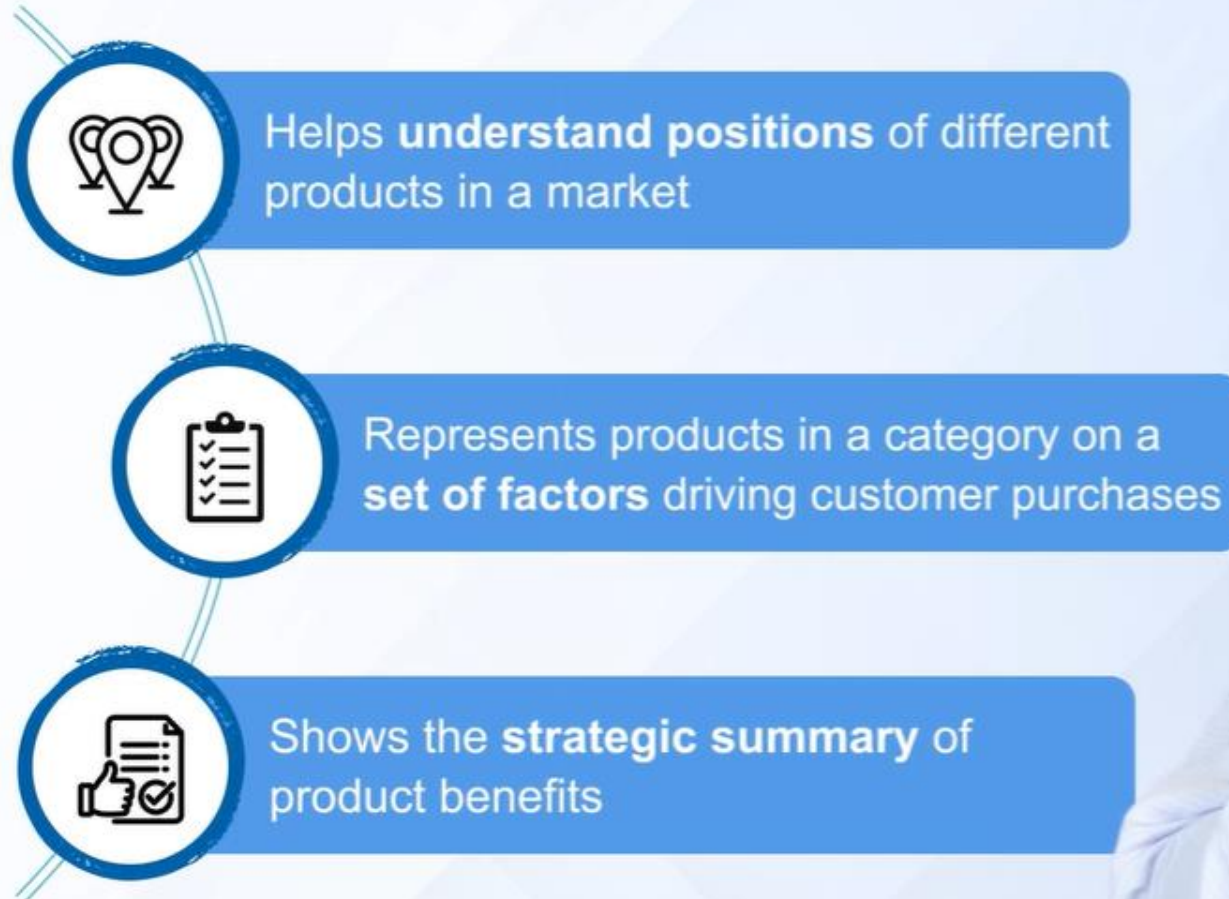 Helps understand positions of different
products in a market
Represents products in a category on a
set of factors driving customer purchases
Shows the strategic summary of
product benefits